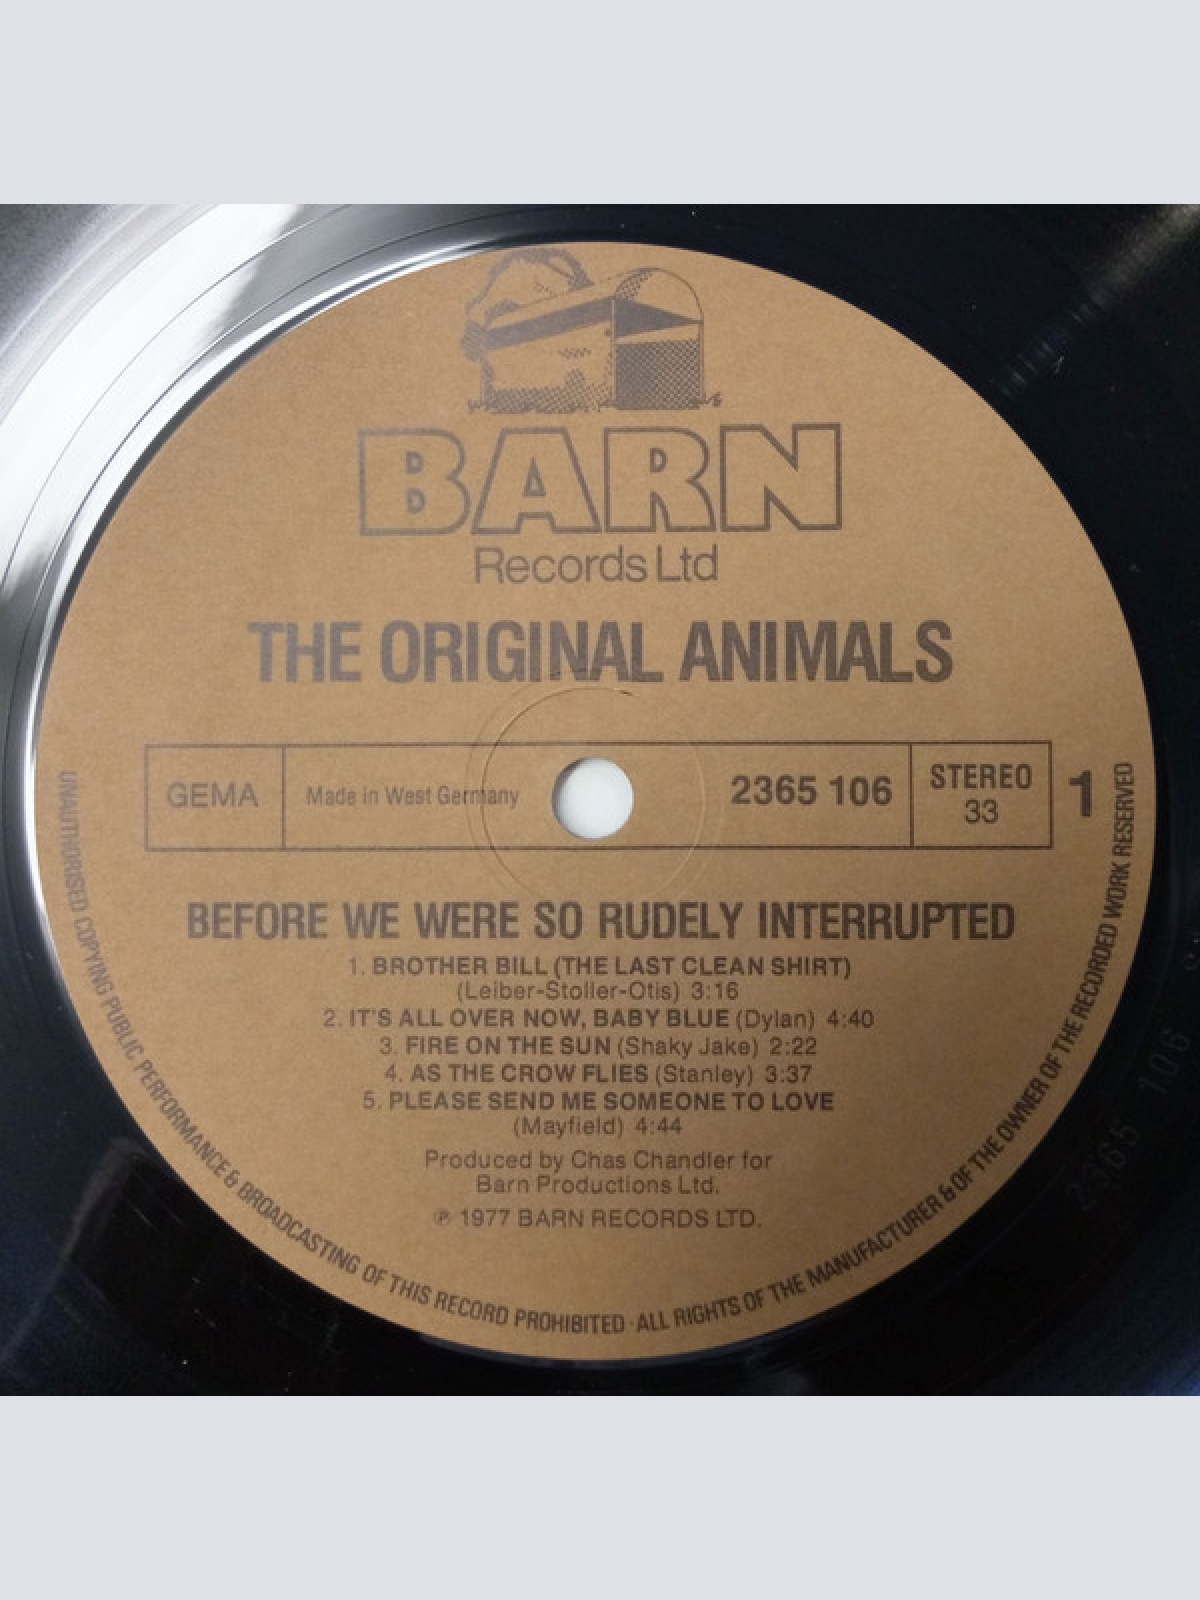 BARN
Records Ltd
THE ORIGINAL ANIMALS
GEMA
Made in West Germany
2365 106
STEREO
33
1
BEFORE WE WERE SO RUDELY INTERRUPTED
1. BROTHER BILL (THE LAST CLEAN SHIRT)
(Leiber-Stoller-Otis) 3:16
2. IT'S ALL OVER NOW, BABY BLUE (Dylan) 4:40
3. FIRE ON THE SUN (Shaky Jake) 2:22
4. AS THE CROW FLIES (Stanley) 3:37
5. PLEASE SEND ME SOMEONE TO LOVE
(Mayfield) 4:44
Produced by Chas Chandler for
Barn Productions Ltd.
℗ 1977 BARN RECORDS LTD.
UNAUTHORISED COPYING PUBLIC PERFORMANCE & BROADCASTING OF THIS RECORD PROHIBITED · ALL RIGHTS OF THE MANUFACTURER & OF THE OWNER OF THE RECORDED WORK RESERVED
2365 106